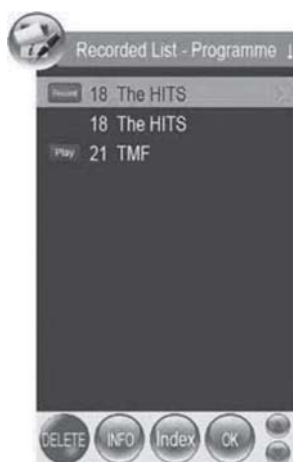 Recorded List - Programme
Record 18 The HITS
18 The HITS
Play 21 TMF
DELETE INFO Index OK